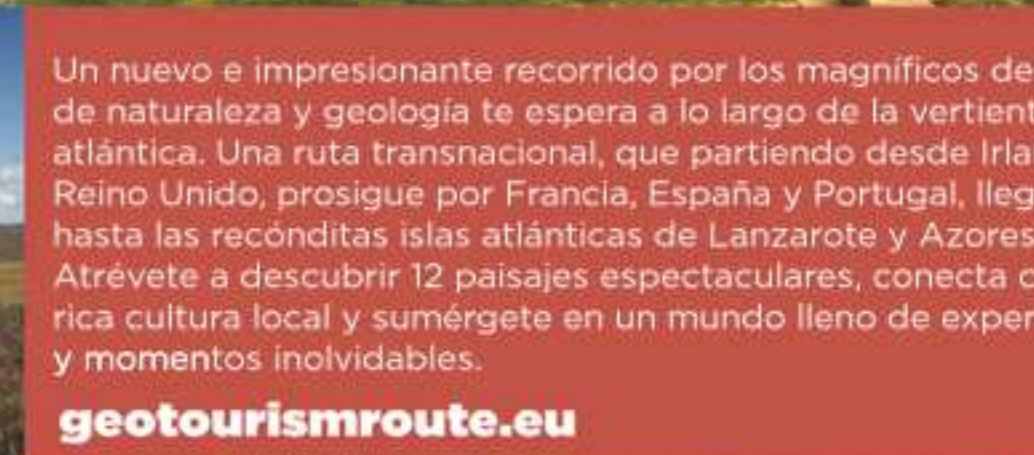 Un nuevo e impresionante recorrido por los magníficos de
de naturaleza y geología te espera a lo largo de la vertient
atlántica. Una ruta transnacional, que partiendo desde Irla
Reino Unido, prosigue por Francia, España y Portugal, lleg
hasta las recónditas islas atlánticas de Lanzarote y Azores
Atrévete a descubrir 12 paisajes espectaculares, conecta c
rica cultura local y sumérgete en un mundo lleno de exper
y momentos inolvidables.
geotourismroute.eu